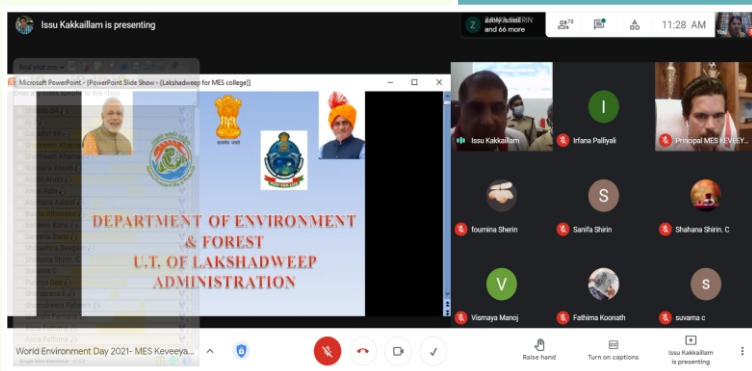 Issu Kakkaillam is presenting
and 66 more
78
11:28 AM
You
Microsoft PowerPoint - [PowerPoint Slide Show - [Lakshadweep for MES college]]
DEPARTMENT OF ENVIRONMENT
& FOREST
U.T. OF LAKSHADWEEP
ADMINISTRATION
Issu Kakkaillam
Irfana Palliyali
Principal MES KEVEEY...
foumina Sherin
Sanifa Shirin
Shahana Shirin. C
Vismaya Manoj
Fathima Koonath
suvarna c
I
S
V
s
Z
World Environment Day 2021- MES Keveeya...
Raise hand
Turn on captions
Issu Kakkaillam
is presenting